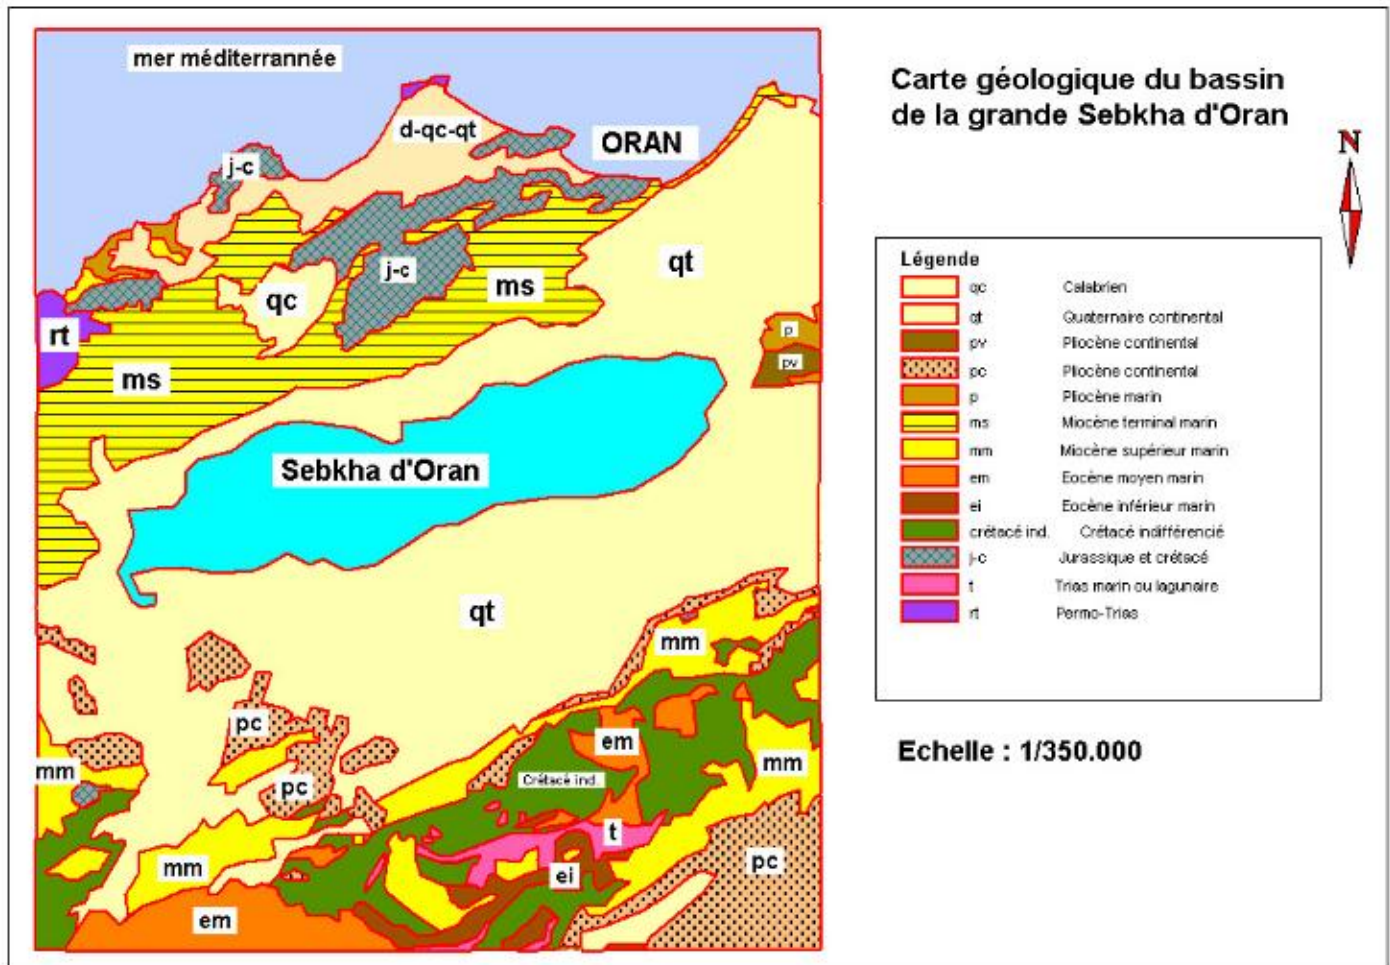 Carte géologique du bassin
de la grande Sebkha d'Oran
N
mer méditerrannée
d-qc-qt
ORAN
j-c
j-c
qt
qc
ms
rt
p
pv
ms
Sebkha d'Oran
qt
mm
pc
em
mm
mm
Crétacé ind.
pc
t
pc
mm
ei
em
Légende
qc Calabrien
qt Quaternaire continental
pv Pliocène continental
pc Pliocène continental
p Pliocène marin
ms Miocène terminal marin
mm Miocène supérieur marin
em Eocène moyen marin
ei Eocène inférieur marin
crétacé ind. Crétacé indifférencié
j-c Jurassique et crétacé
t Trias marin ou lagunaire
rt Permo-Trias
Echelle : 1/350.000